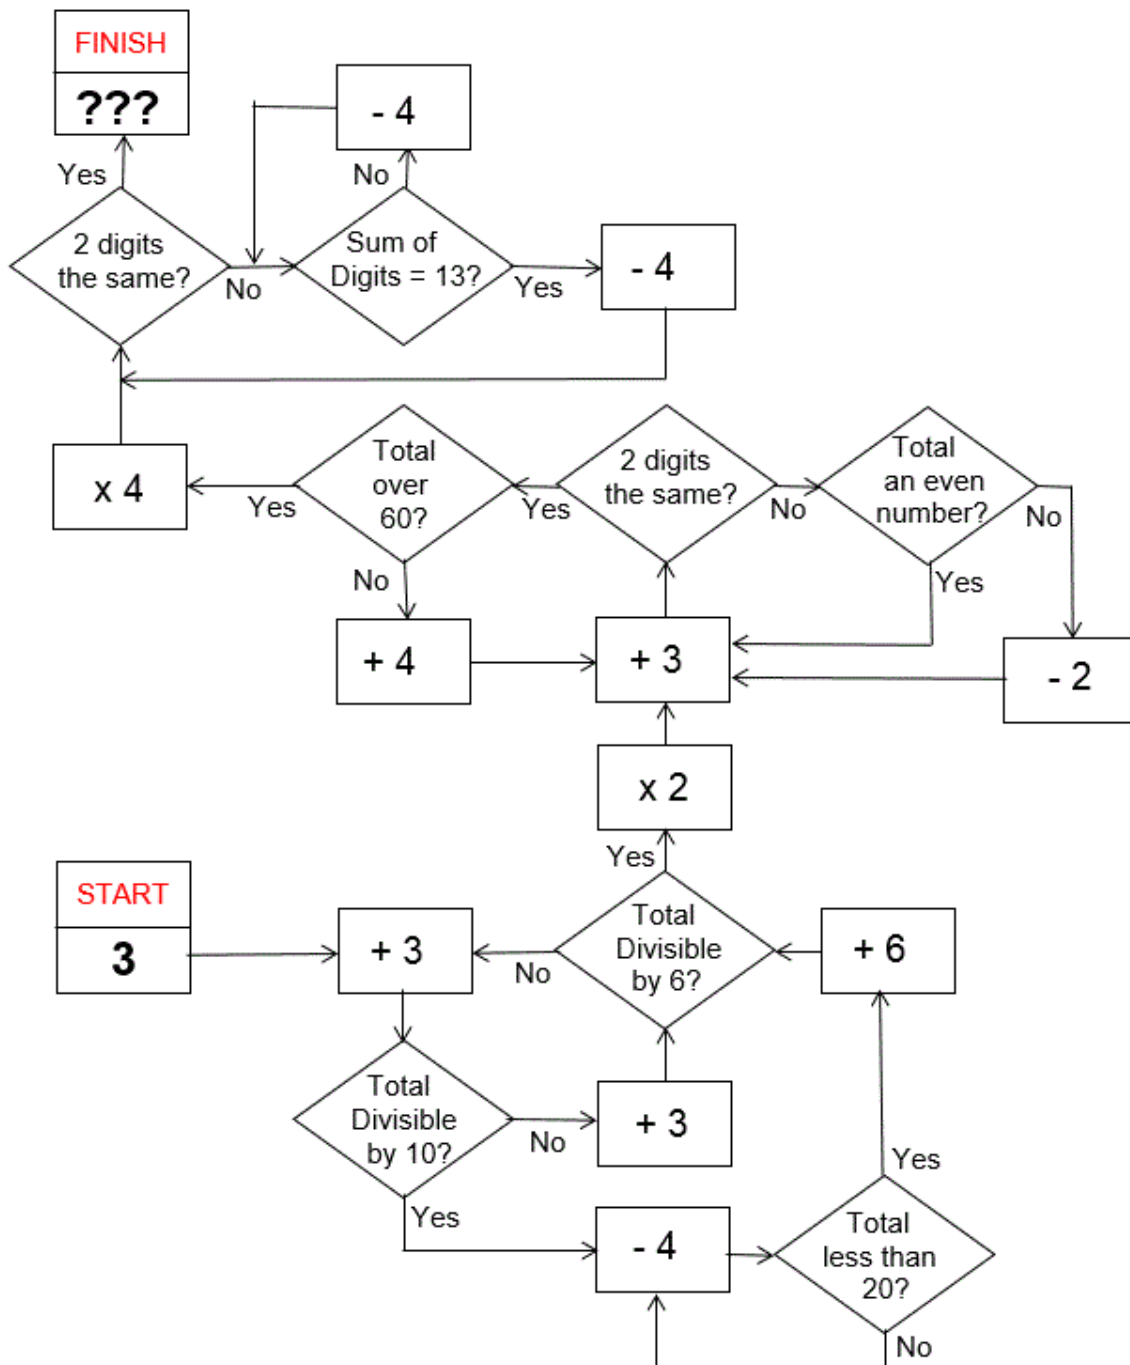 FINISH
???
- 4
Yes
No
2 digits
the same?
No
Sum of
Digits = 13?
Yes
- 4
x 4
Yes
Total
over
60?
No
Yes
2 digits
the same?
No
Total
an even
number?
No
Yes
+ 4
+ 3
- 2
x 2
Yes
START
3
+ 3
No
Total
Divisible
by 6?
+ 6
Total
Divisible
by 10?
No
+ 3
Yes
Yes
- 4
Total
less than
20?
No